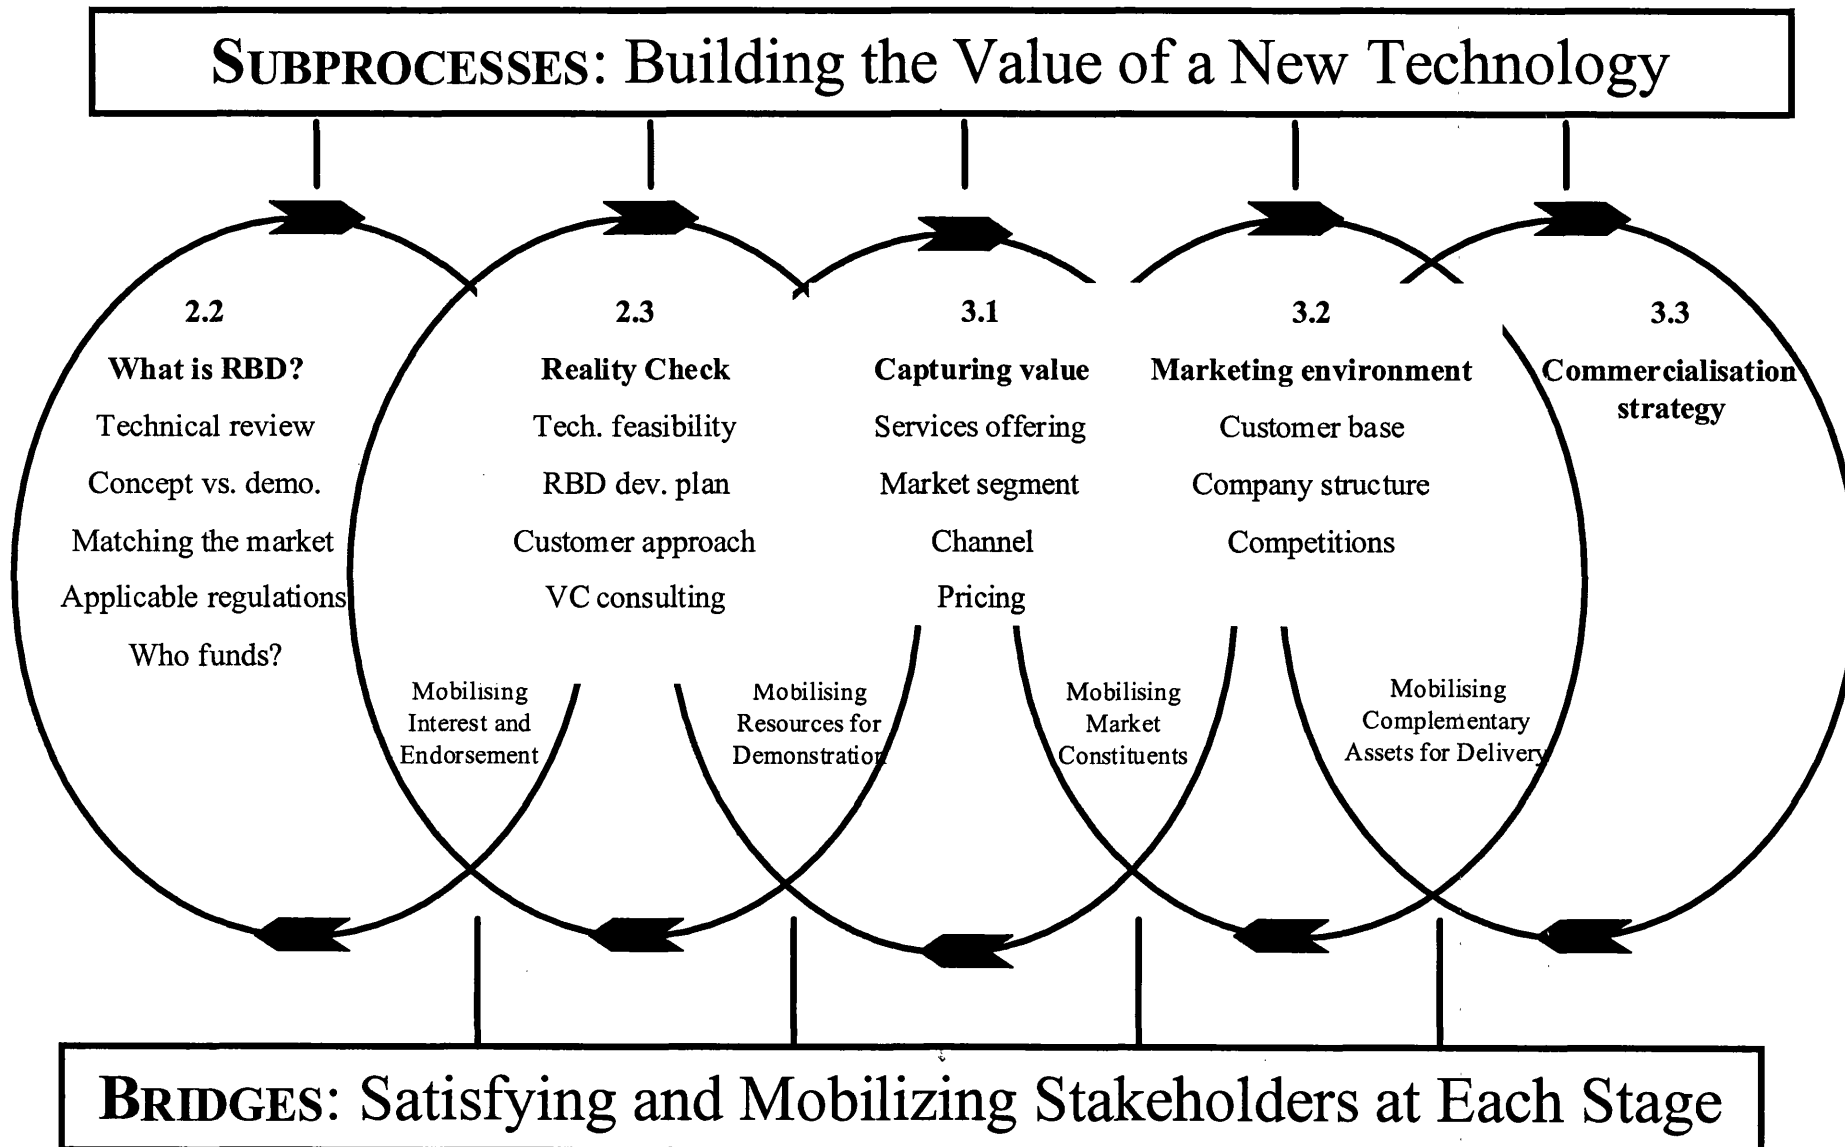 SUBPROCESSES: Building the Value of a New Technology
2.2
What is RBD?
Technical review
Concept vs. demo.
Matching the market
Applicable regulations
Who funds?
2.3
Reality Check
Tech. feasibility
RBD dev. plan
Customer approach
VC consulting
3.1
Capturing value
Services offering
Market segment
Channel
Pricing
3.2
Marketing environment
Customer base
Company structure
Competitions
3.3
Commercialisation
strategy
Mobilising
Interest and
Endorsement
Mobilising
Resources for
Demonstration
Mobilising
Market
Constituents
Mobilising
Complementary
Assets for Delivery
BRIDGES: Satisfying and Mobilizing Stakeholders at Each Stage